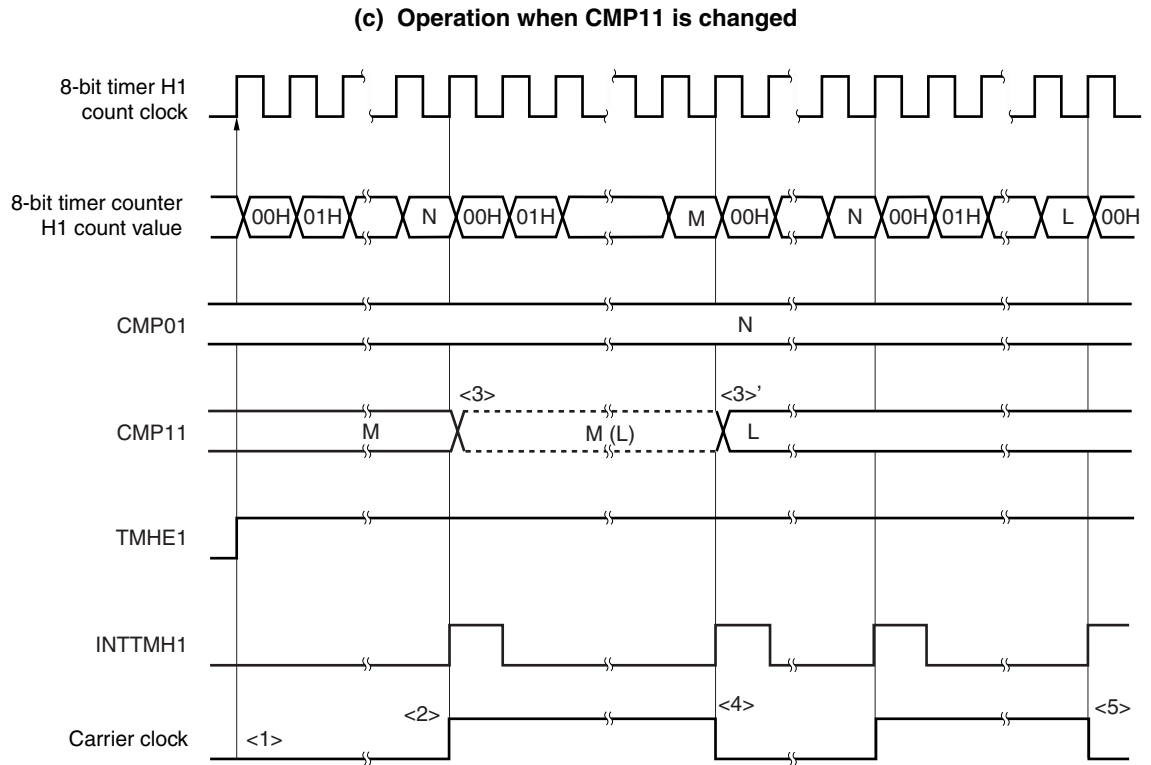 (c) Operation when CMP11 is changed
8-bit timer H1
count clock
8-bit timer counter
H1 count value
00H 01H N 00H 01H M 00H N 00H 01H L 00H
CMP01
N
<3> <3>’
CMP11
M M (L) L
TMHE1
INTTMH1
<2> <4> <5>
Carrier clock
<1>